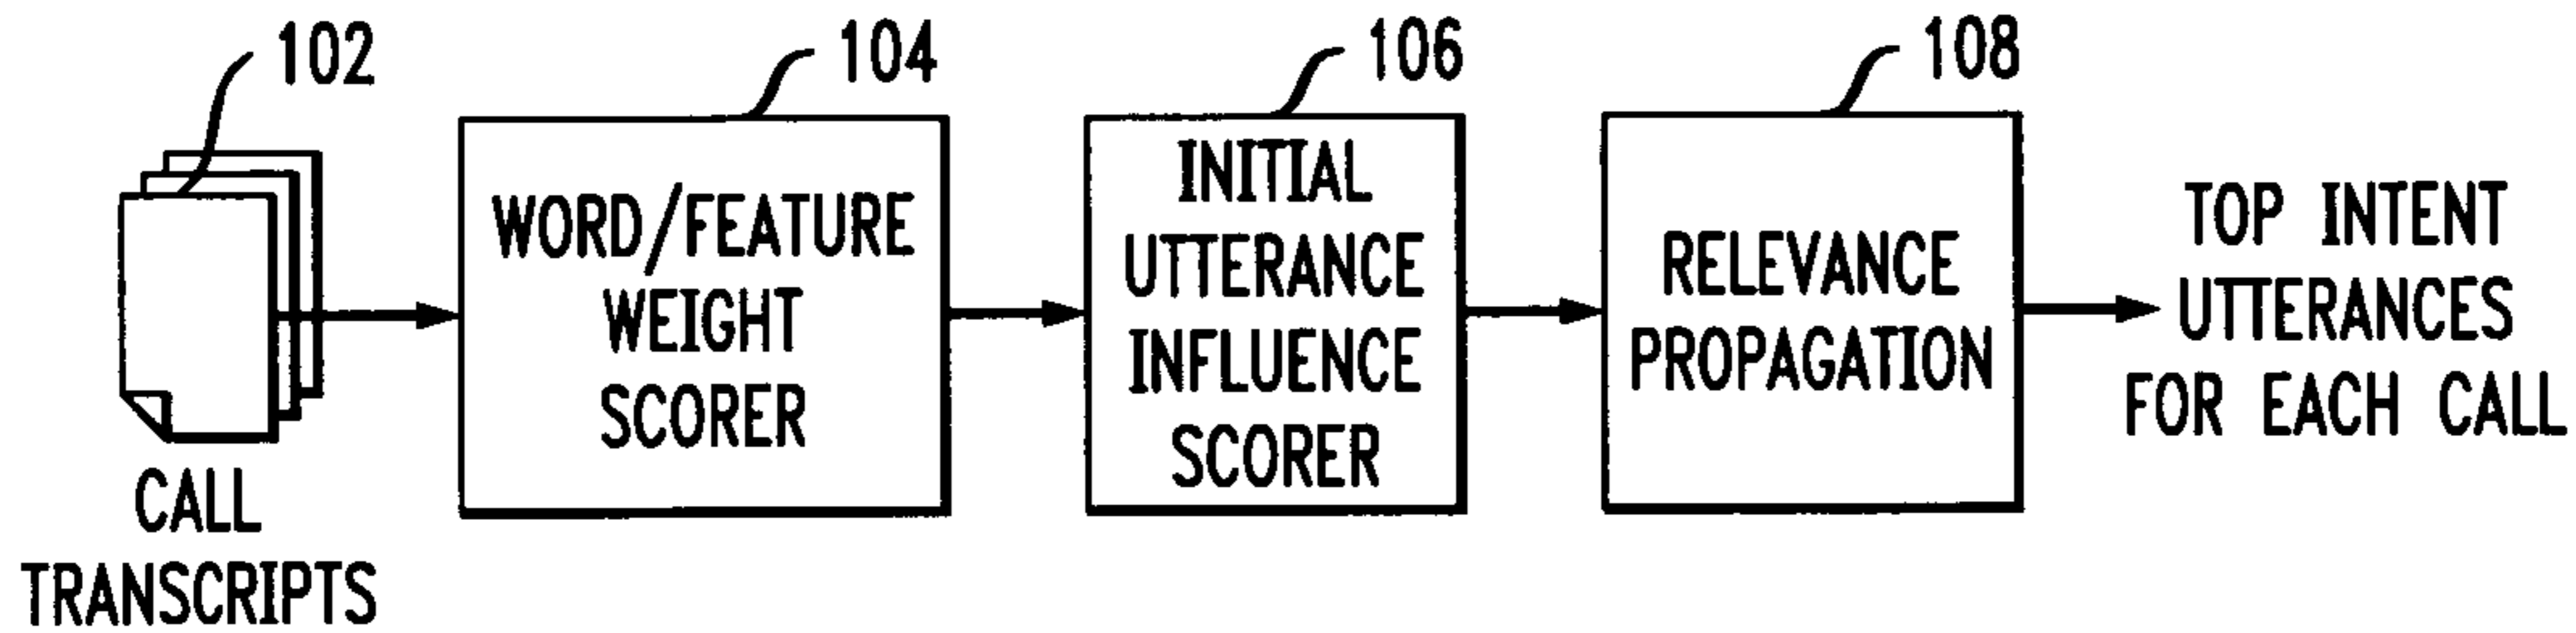 102
104
106
108
CALL
TRANSCRIPTS
WORD/FEATURE
WEIGHT
SCORER
INITIAL
UTTERANCE
INFLUENCE
SCORER
RELEVANCE
PROPAGATION
TOP INTENT
UTTERANCES
FOR EACH CALL